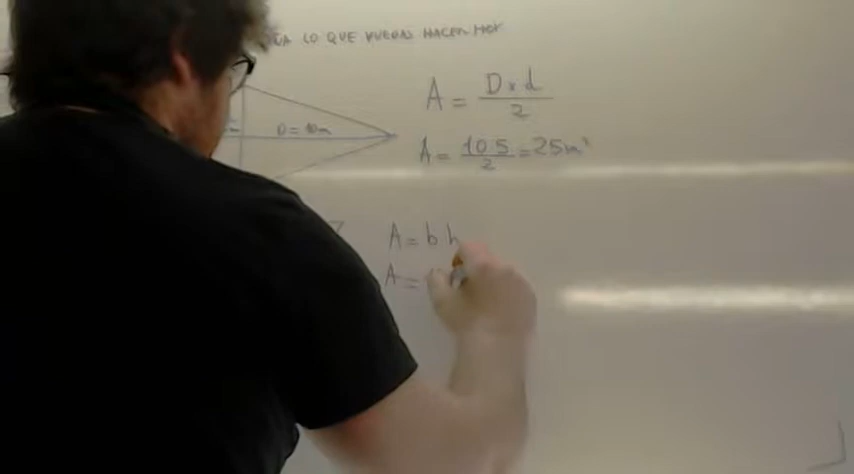 LO QUE PUEDAS HACER HOY
D = 10m
A = D x d / 2
A = 10 5 / 2 = 25m²
A = b h
A =